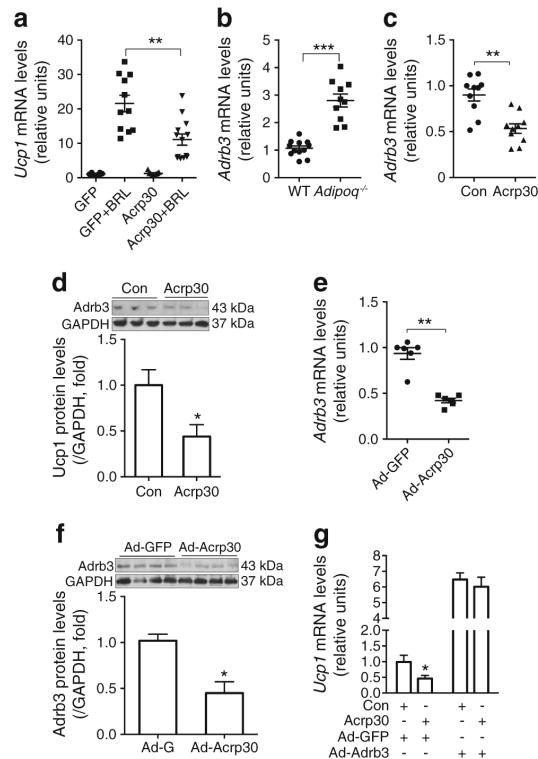 a
Ucp1 mRNA levels
(relative units)
40
30
20
10
0
**
GFP
GFP+BRL
Acrp30
Acrp30+BRL
b
Adrb3 mRNA levels
(relative units)
5
4
3
2
1
0
***
WT Adipoq-/-
c
Adrb3 mRNA levels
(relative units)
1.5
1.0
0.5
0
**
Con Acrp30
d
Con Acrp30
Adrb3 43 kDa
GAPDH 37 kDa
Ucp1 protein levels
(/GAPDH, fold)
1.5
1.0
0.5
0
*
Con Acrp30
e
Adrb3 mRNA levels
(relative units)
1.5
1.0
0.5
0.0
**
Ad-GFP
Ad-Acrp30
f
Ad-GFP Ad-Acrp30
Adrb3 43 kDa
GAPDH 37 kDa
Adrb3 protein levels
(/GAPDH, fold)
1.5
1.0
0.5
0
*
Ad-G Ad-Acrp30
g
Ucp1 mRNA levels
(relative units)
8
7
6
5
4
2.0
1.5
1.0
0.5
0.0
*
Con + - + -
Acrp30 - + - +
Ad-GFP + + - -
Ad-Adrb3 - - + +